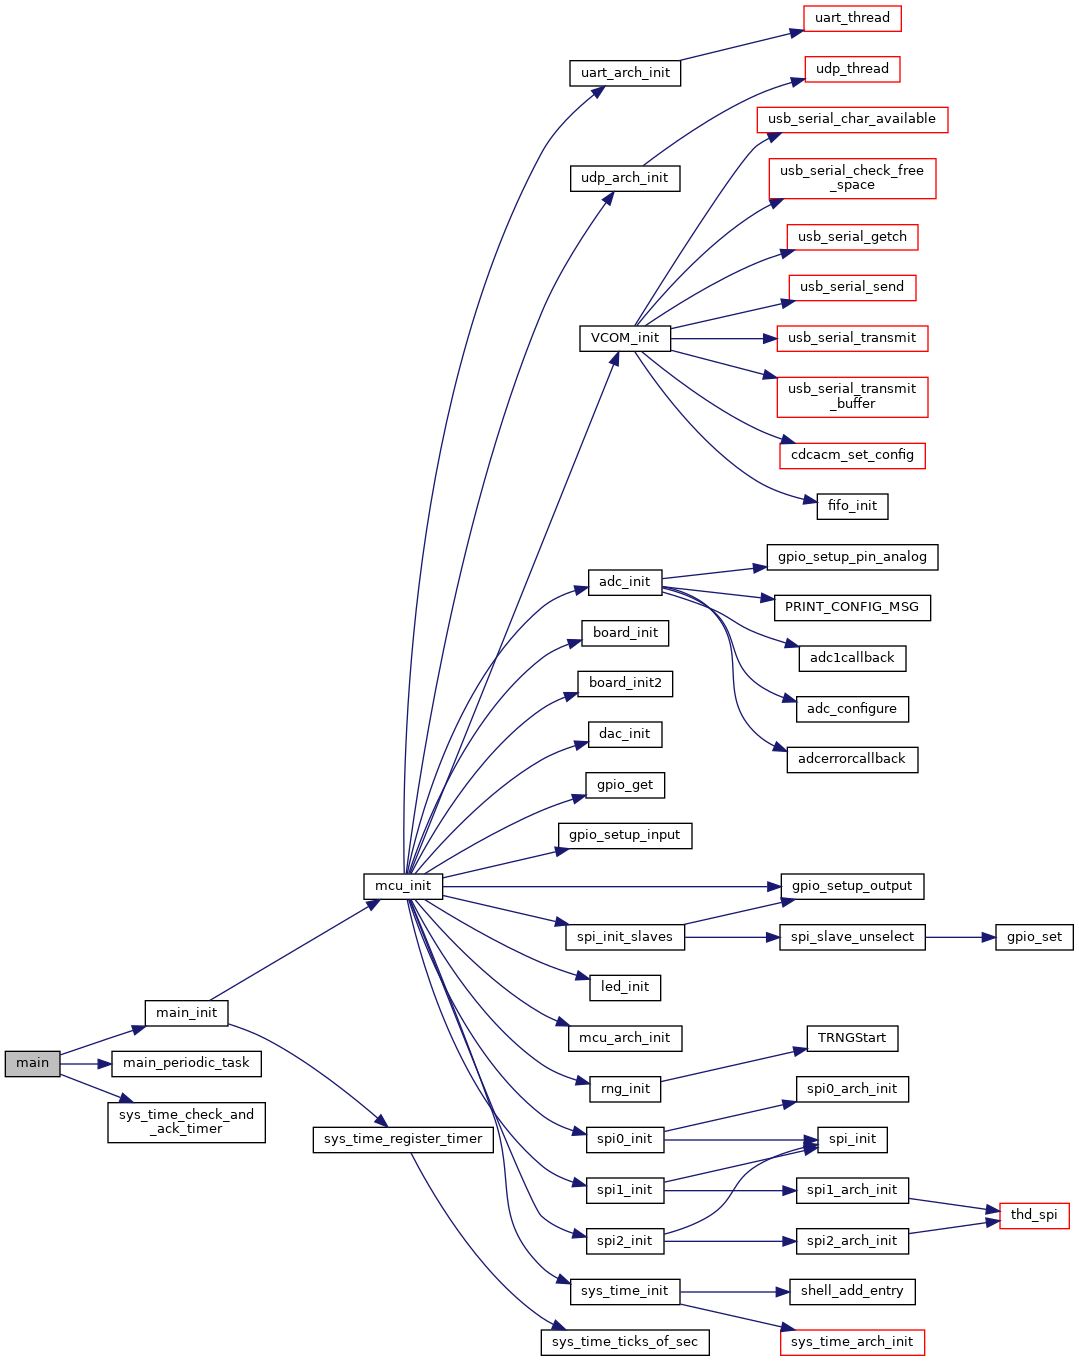 uart_thread
uart_arch_init
udp_thread
usb_serial_char_available
udp_arch_init
usb_serial_check_free
_space
usb_serial_getch
usb_serial_send
VCOM_init
usb_serial_transmit
usb_serial_transmit
_buffer
cdcacm_set_config
fifo_init
gpio_setup_pin_analog
adc_init
PRINT_CONFIG_MSG
board_init
adc1callback
board_init2
adc_configure
dac_init
adcerrorcallback
gpio_get
gpio_setup_input
mcu_init
gpio_setup_output
spi_init_slaves
spi_slave_unselect
gpio_set
led_init
main_init
mcu_arch_init
TRNGStart
main
main_periodic_task
rng_init
spi0_arch_init
sys_time_check_and
_ack_timer
sys_time_register_timer
spi0_init
spi_init
spi1_init
spi1_arch_init
thd_spi
spi2_init
spi2_arch_init
sys_time_init
shell_add_entry
sys_time_ticks_of_sec
sys_time_arch_init